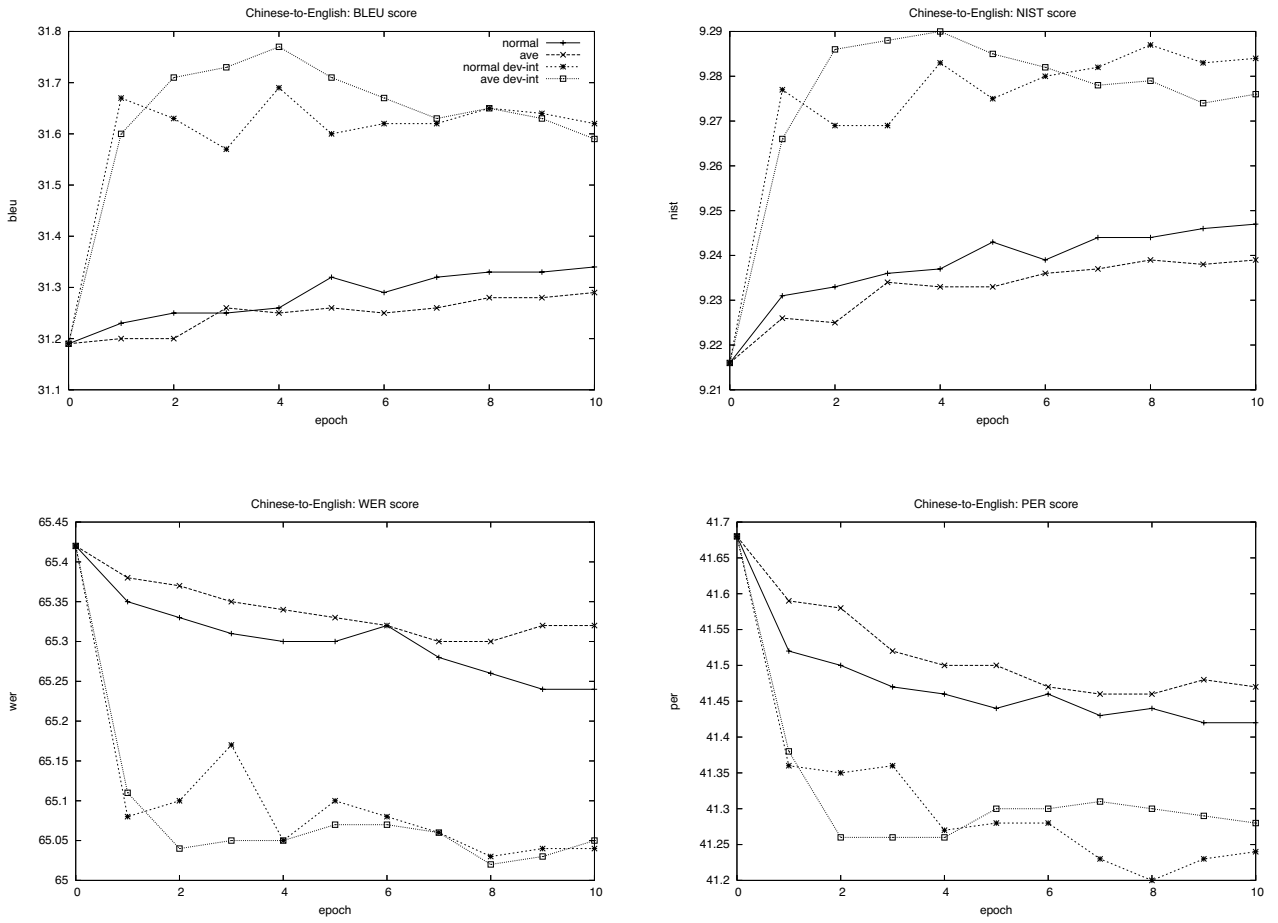 Chinese-to-English: BLEU score
31.8
31.7
31.6
31.5
31.4
31.3
31.2
31.1
bleu
normal
ave
normal dev-int
ave dev-int
0 2 4 6 8 10
epoch
Chinese-to-English: NIST score
9.29
9.28
9.27
9.26
9.25
9.24
9.23
9.22
9.21
nist
0 2 4 6 8 10
epoch
Chinese-to-English: WER score
65.45
65.4
65.35
65.3
65.25
65.2
65.15
65.1
65.05
65
wer
0 2 4 6 8 10
epoch
Chinese-to-English: PER score
41.7
41.65
41.6
41.55
41.5
41.45
41.4
41.35
41.3
41.25
41.2
per
0 2 4 6 8 10
epoch